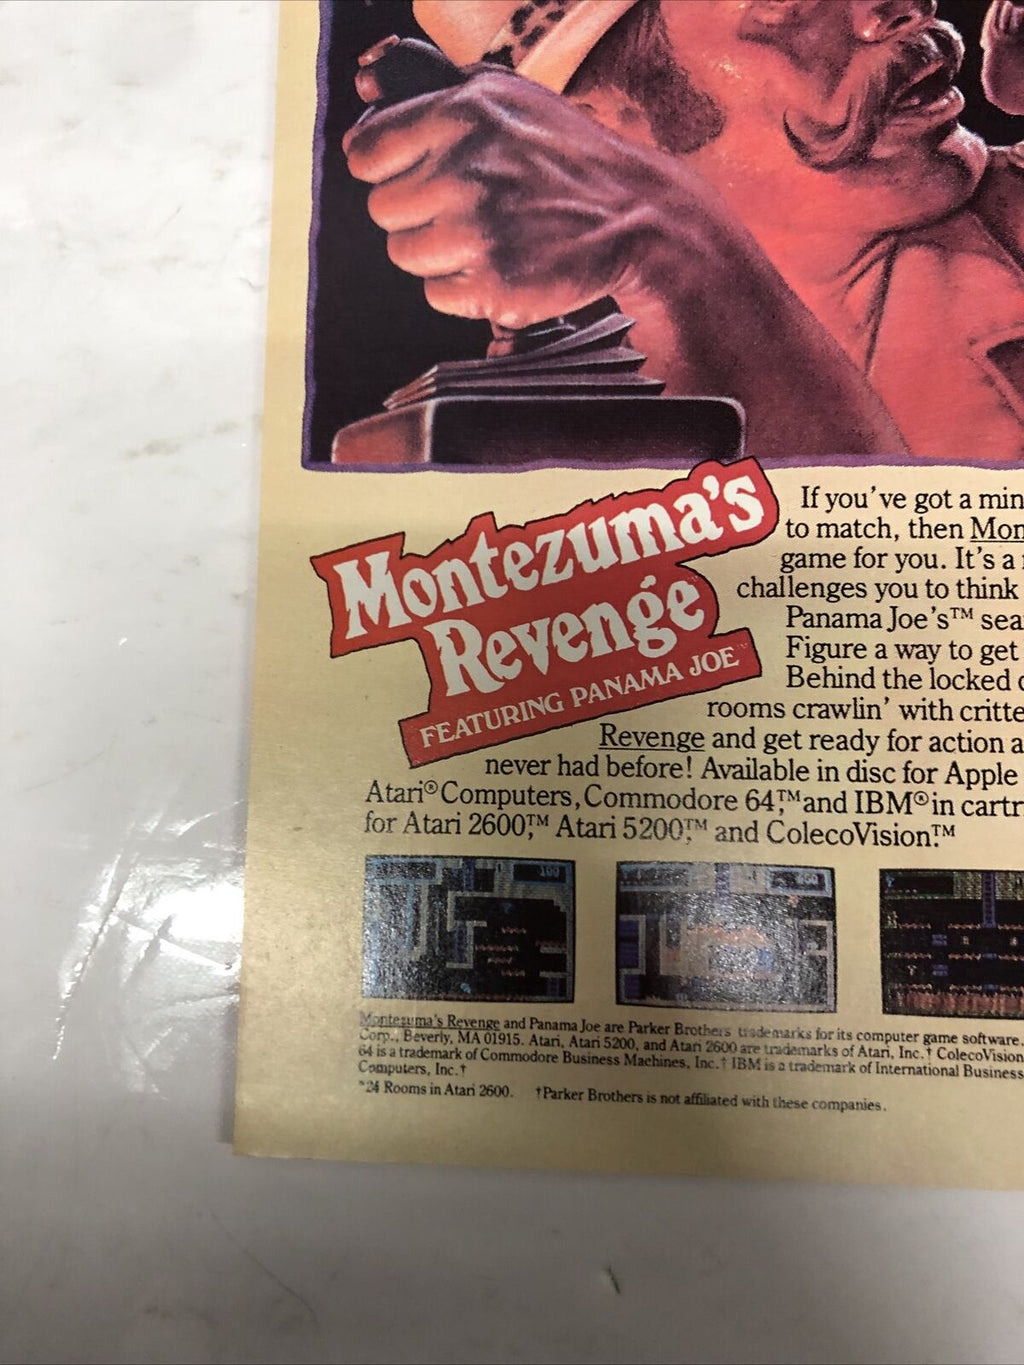 Montezuma's
Revenge
FEATURING PANAMA JOE™
If you've got a min
to match, then Mon
game for you. It's a
challenges you to think
Panama Joe's™ sea
Figure a way to get
Behind the locked
rooms crawlin' with critte
Revenge and get ready for action a
never had before! Available in disc for Apple
Atari® Computers, Commodore 64,™ and IBM® in cartr
for Atari 2600,™ Atari 5200,™ and ColecoVision.™
Montezuma's Revenge and Panama Joe are Parker Brothers trademarks for its computer game software.
Corp., Beverly, MA 01915. Atari, Atari 5200, and Atari 2600 are trademarks of Atari, Inc.† ColecoVision
64 is a trademark of Commodore Business Machines, Inc.† IBM is a trademark of International Business
Computers, Inc.†
*24 Rooms in Atari 2600. †Parker Brothers is not affiliated with these companies.